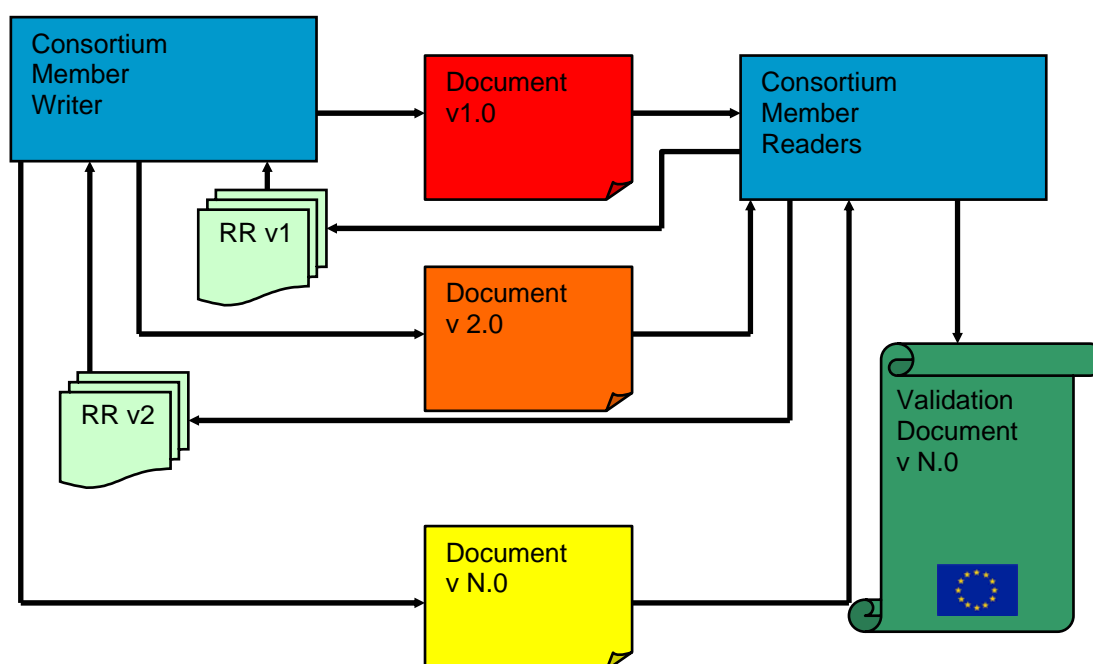 Consortium
Member
Writer
Document
v1.0
Consortium
Member
Readers
RR v1
Document
v 2.0
RR v2
Validation
Document
v N.0
Document
v N.0